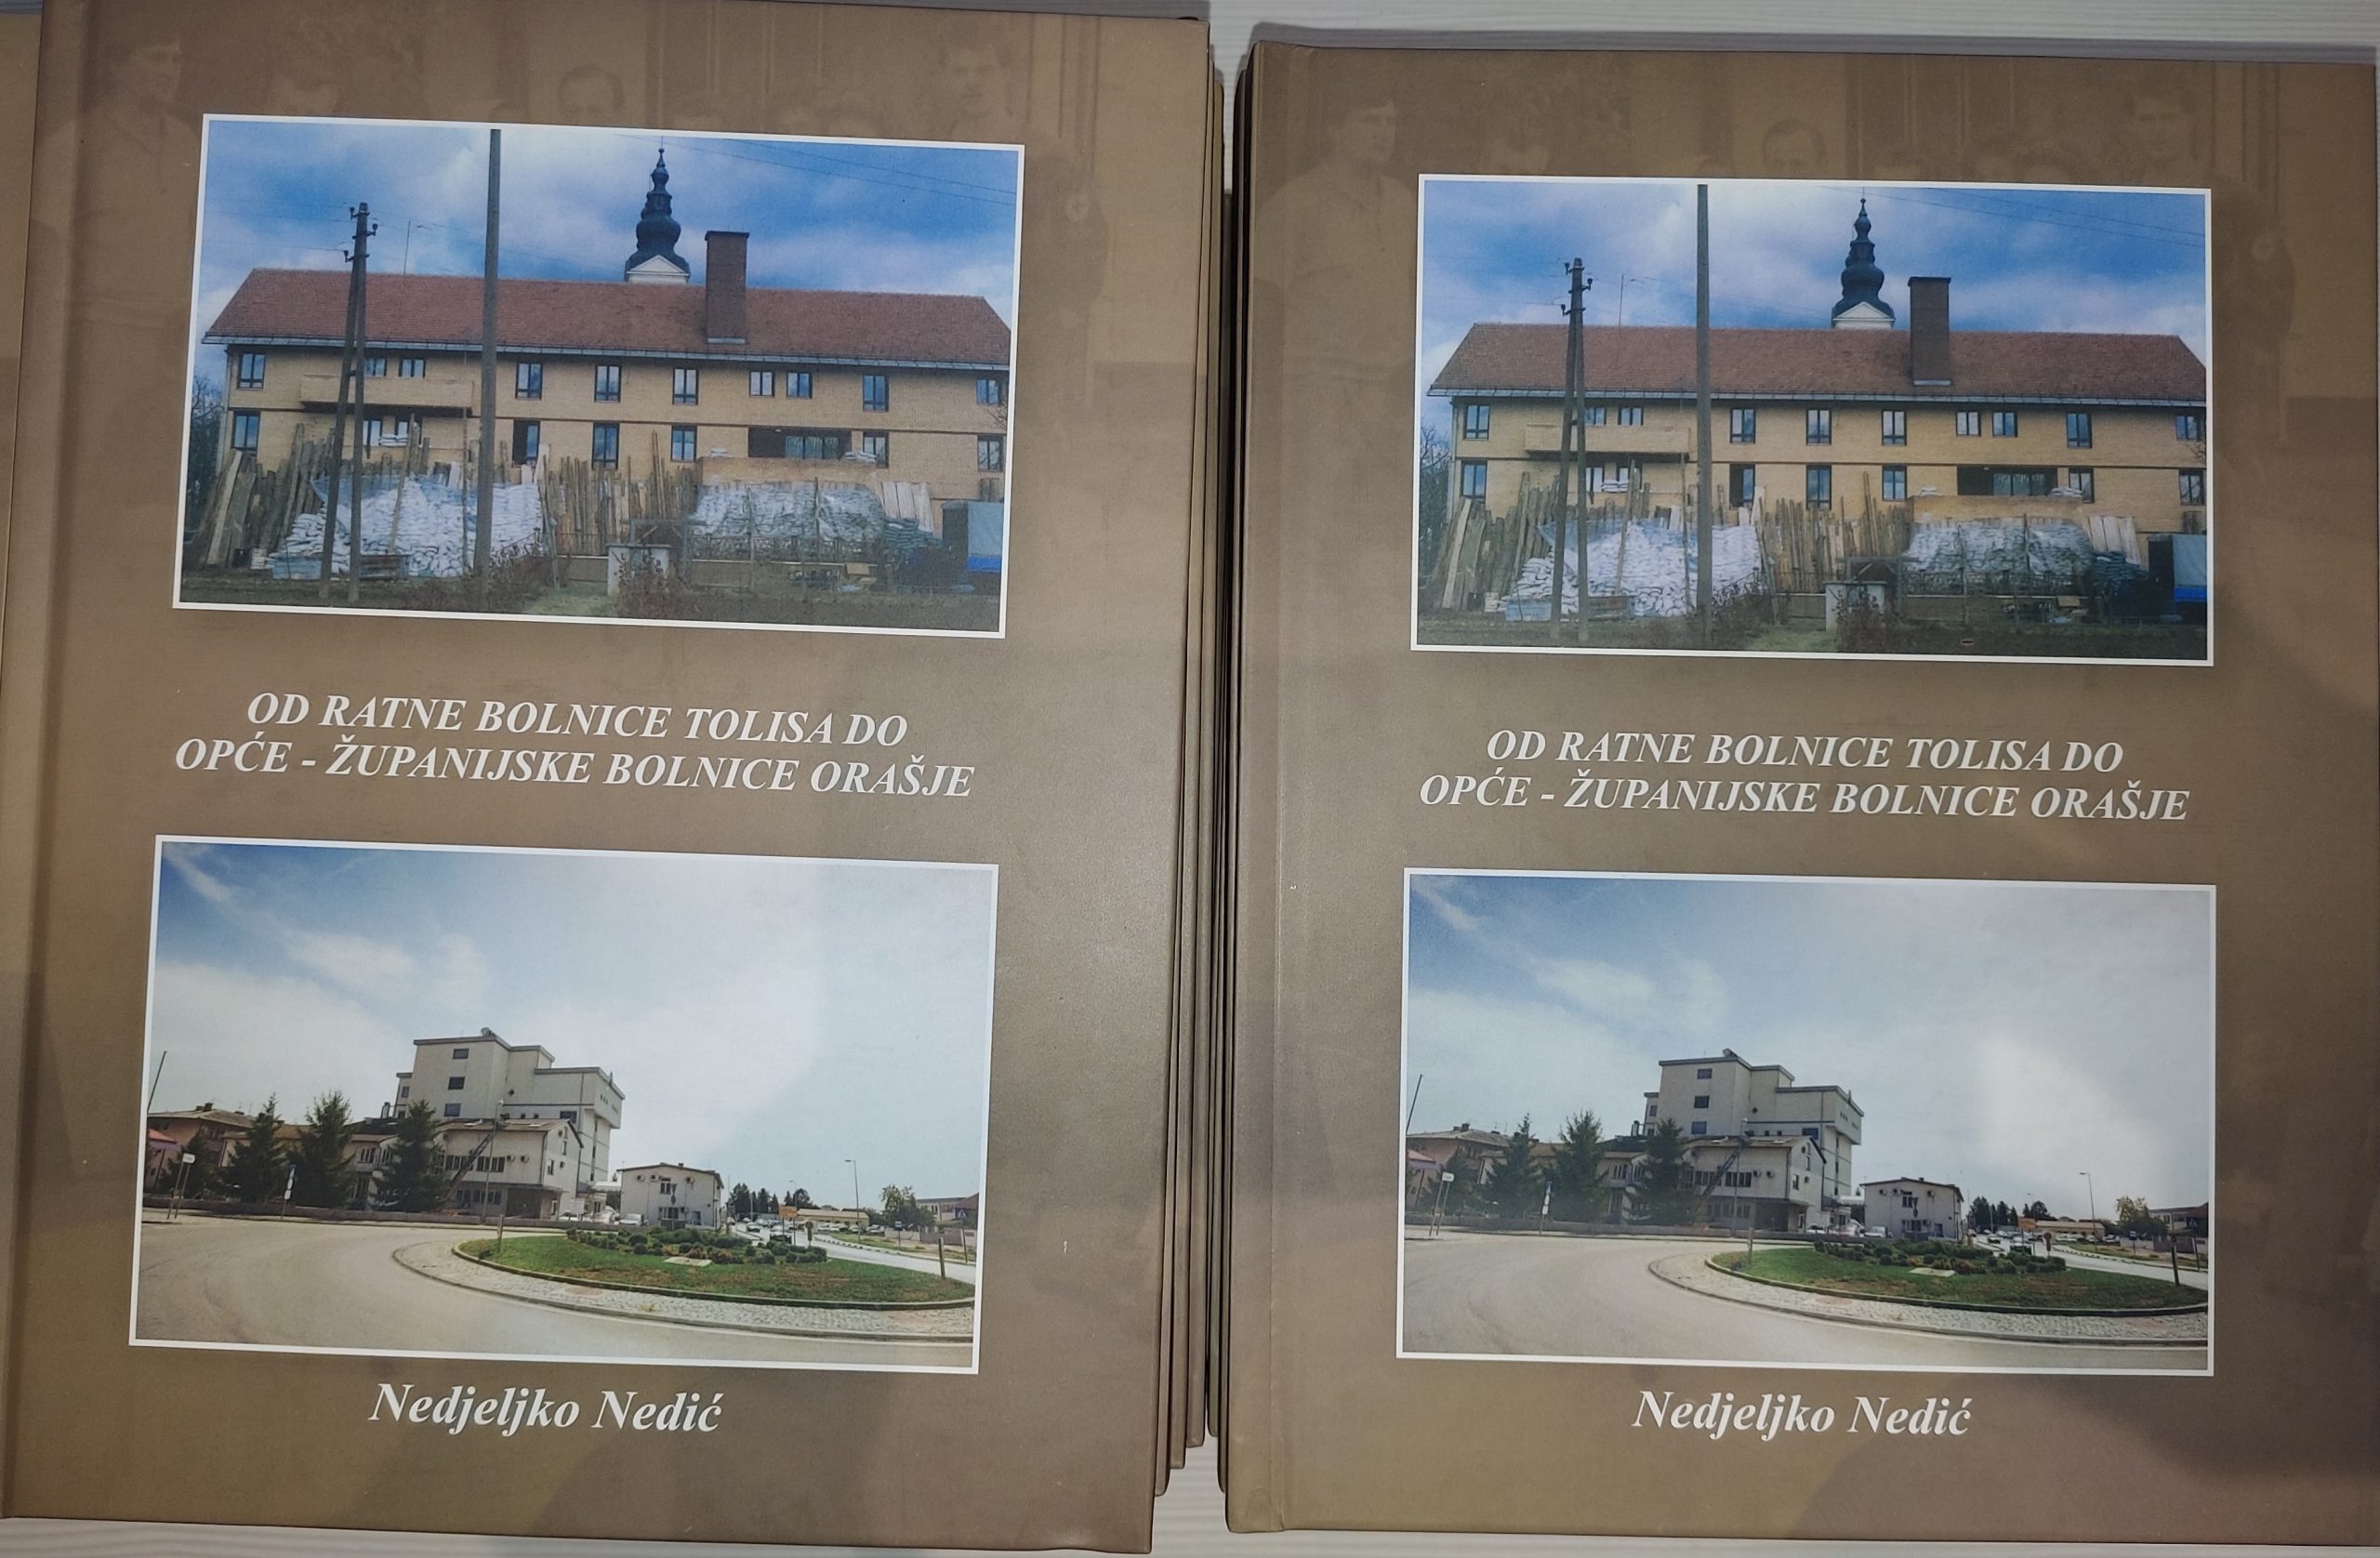 OD RATNE BOLNICE TOLISA DO
OPĆE - ŽUPANIJSKE BOLNICE ORAŠJE
Nedjeljko Nedić
OD RATNE BOLNICE TOLISA DO
OPĆE - ŽUPANIJSKE BOLNICE ORAŠJE
Nedjeljko Nedić